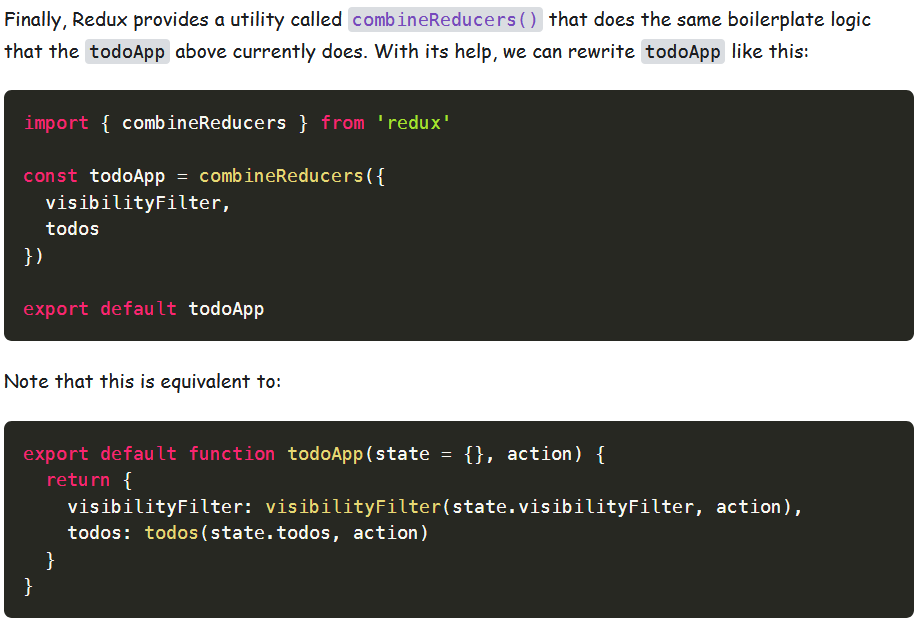 Finally, Redux provides a utility called combineReducers() that does the same boilerplate logic
that the todoApp above currently does. With its help, we can rewrite todoApp like this:
import { combineReducers } from 'redux'
const todoApp = combineReducers({
  visibilityFilter,
  todos
})
export default todoApp
Note that this is equivalent to:
export default function todoApp(state = {}, action) {
  return {
    visibilityFilter: visibilityFilter(state.visibilityFilter, action),
    todos: todos(state.todos, action)
  }
}